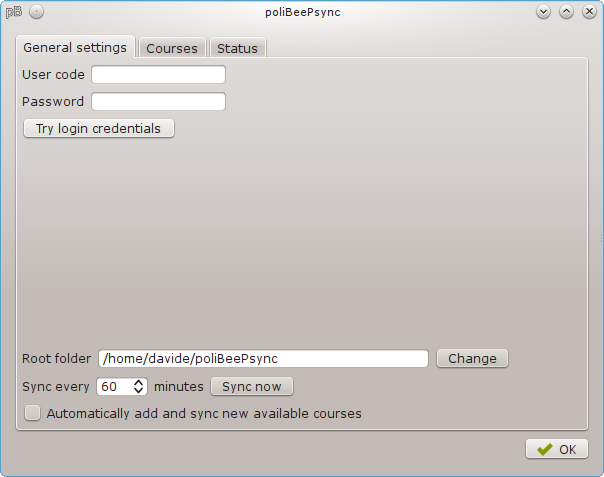 pB poliBeePsync
General settings Courses Status
User code
Password
Try login credentials
Root folder /home/davide/poliBeePsync Change
Sync every 60 minutes Sync now
Automatically add and sync new available courses
OK